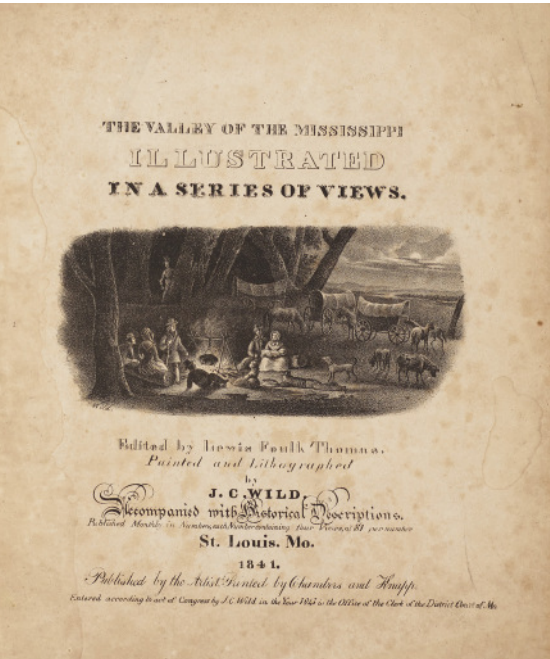 THE VALLEY OF THE MISSISSIPPI
ILLUSTRATED
IN A SERIES OF VIEWS.
Edited by Lewis Foulk Thomas.
Painted and Lithographed
by
J. C. WILD.
Accompanied with Historical Descriptions.
Published Monthly in Numbers, each Number containing four Views, at $1 per number
St. Louis. Mo.
1841.
Published by the Artist. Printed by Chambers and Knapp.
Entered according to act of Congress by J. C. Wild in the Year 1841 in the Office of the Clerk of the District Court of Mo.